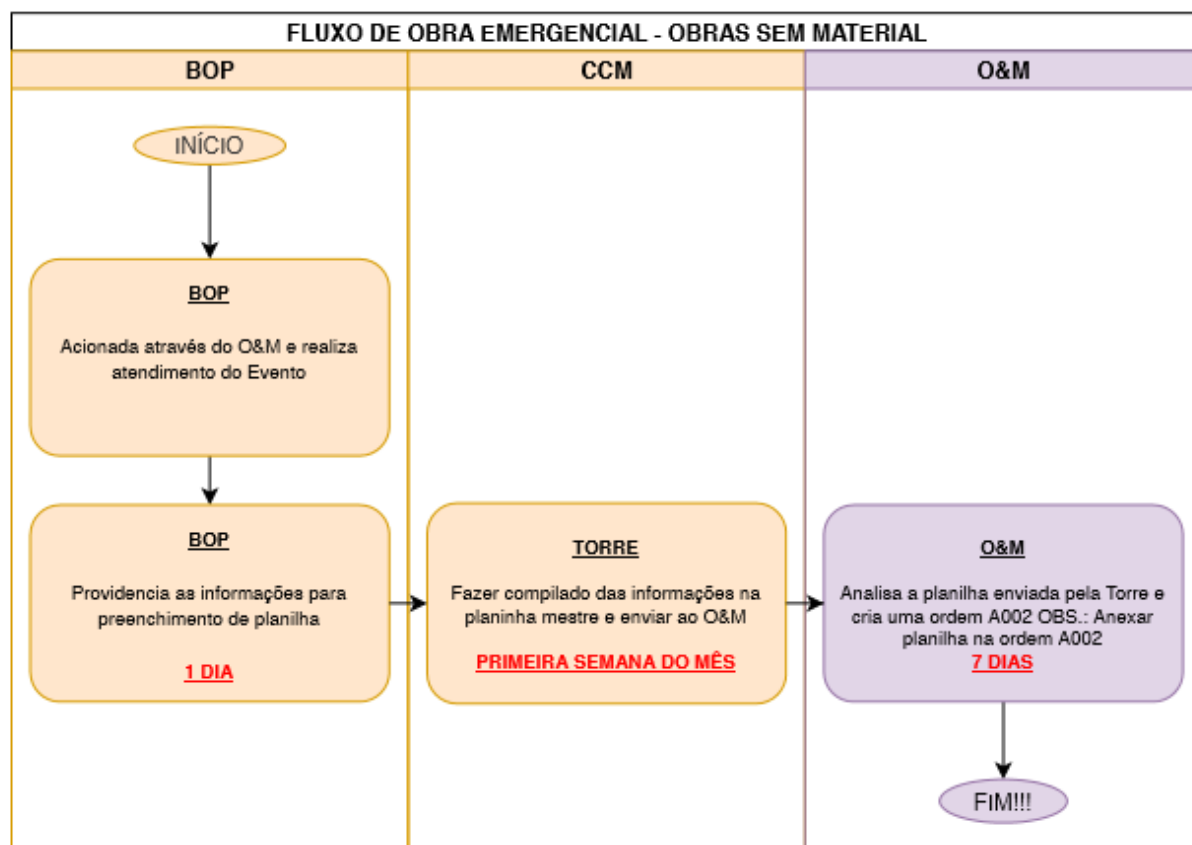 FLUXO DE OBRA EMERGENCIAL - OBRAS SEM MATERIAL
BOP
CCM
O&M
INÍCIO
BOP
Acionada através do O&M e realiza
atendimento do Evento
BOP
Providencia as informações para
preenchimento de planilha
1 DIA
TORRE
Fazer compilado das informações na
planinha mestre e enviar ao O&M
PRIMEIRA SEMANA DO MÊS
O&M
Analisa a planilha enviada pela Torre e
cria uma ordem A002 OBS.: Anexar
planilha na ordem A002
7 DIAS
FIM!!!